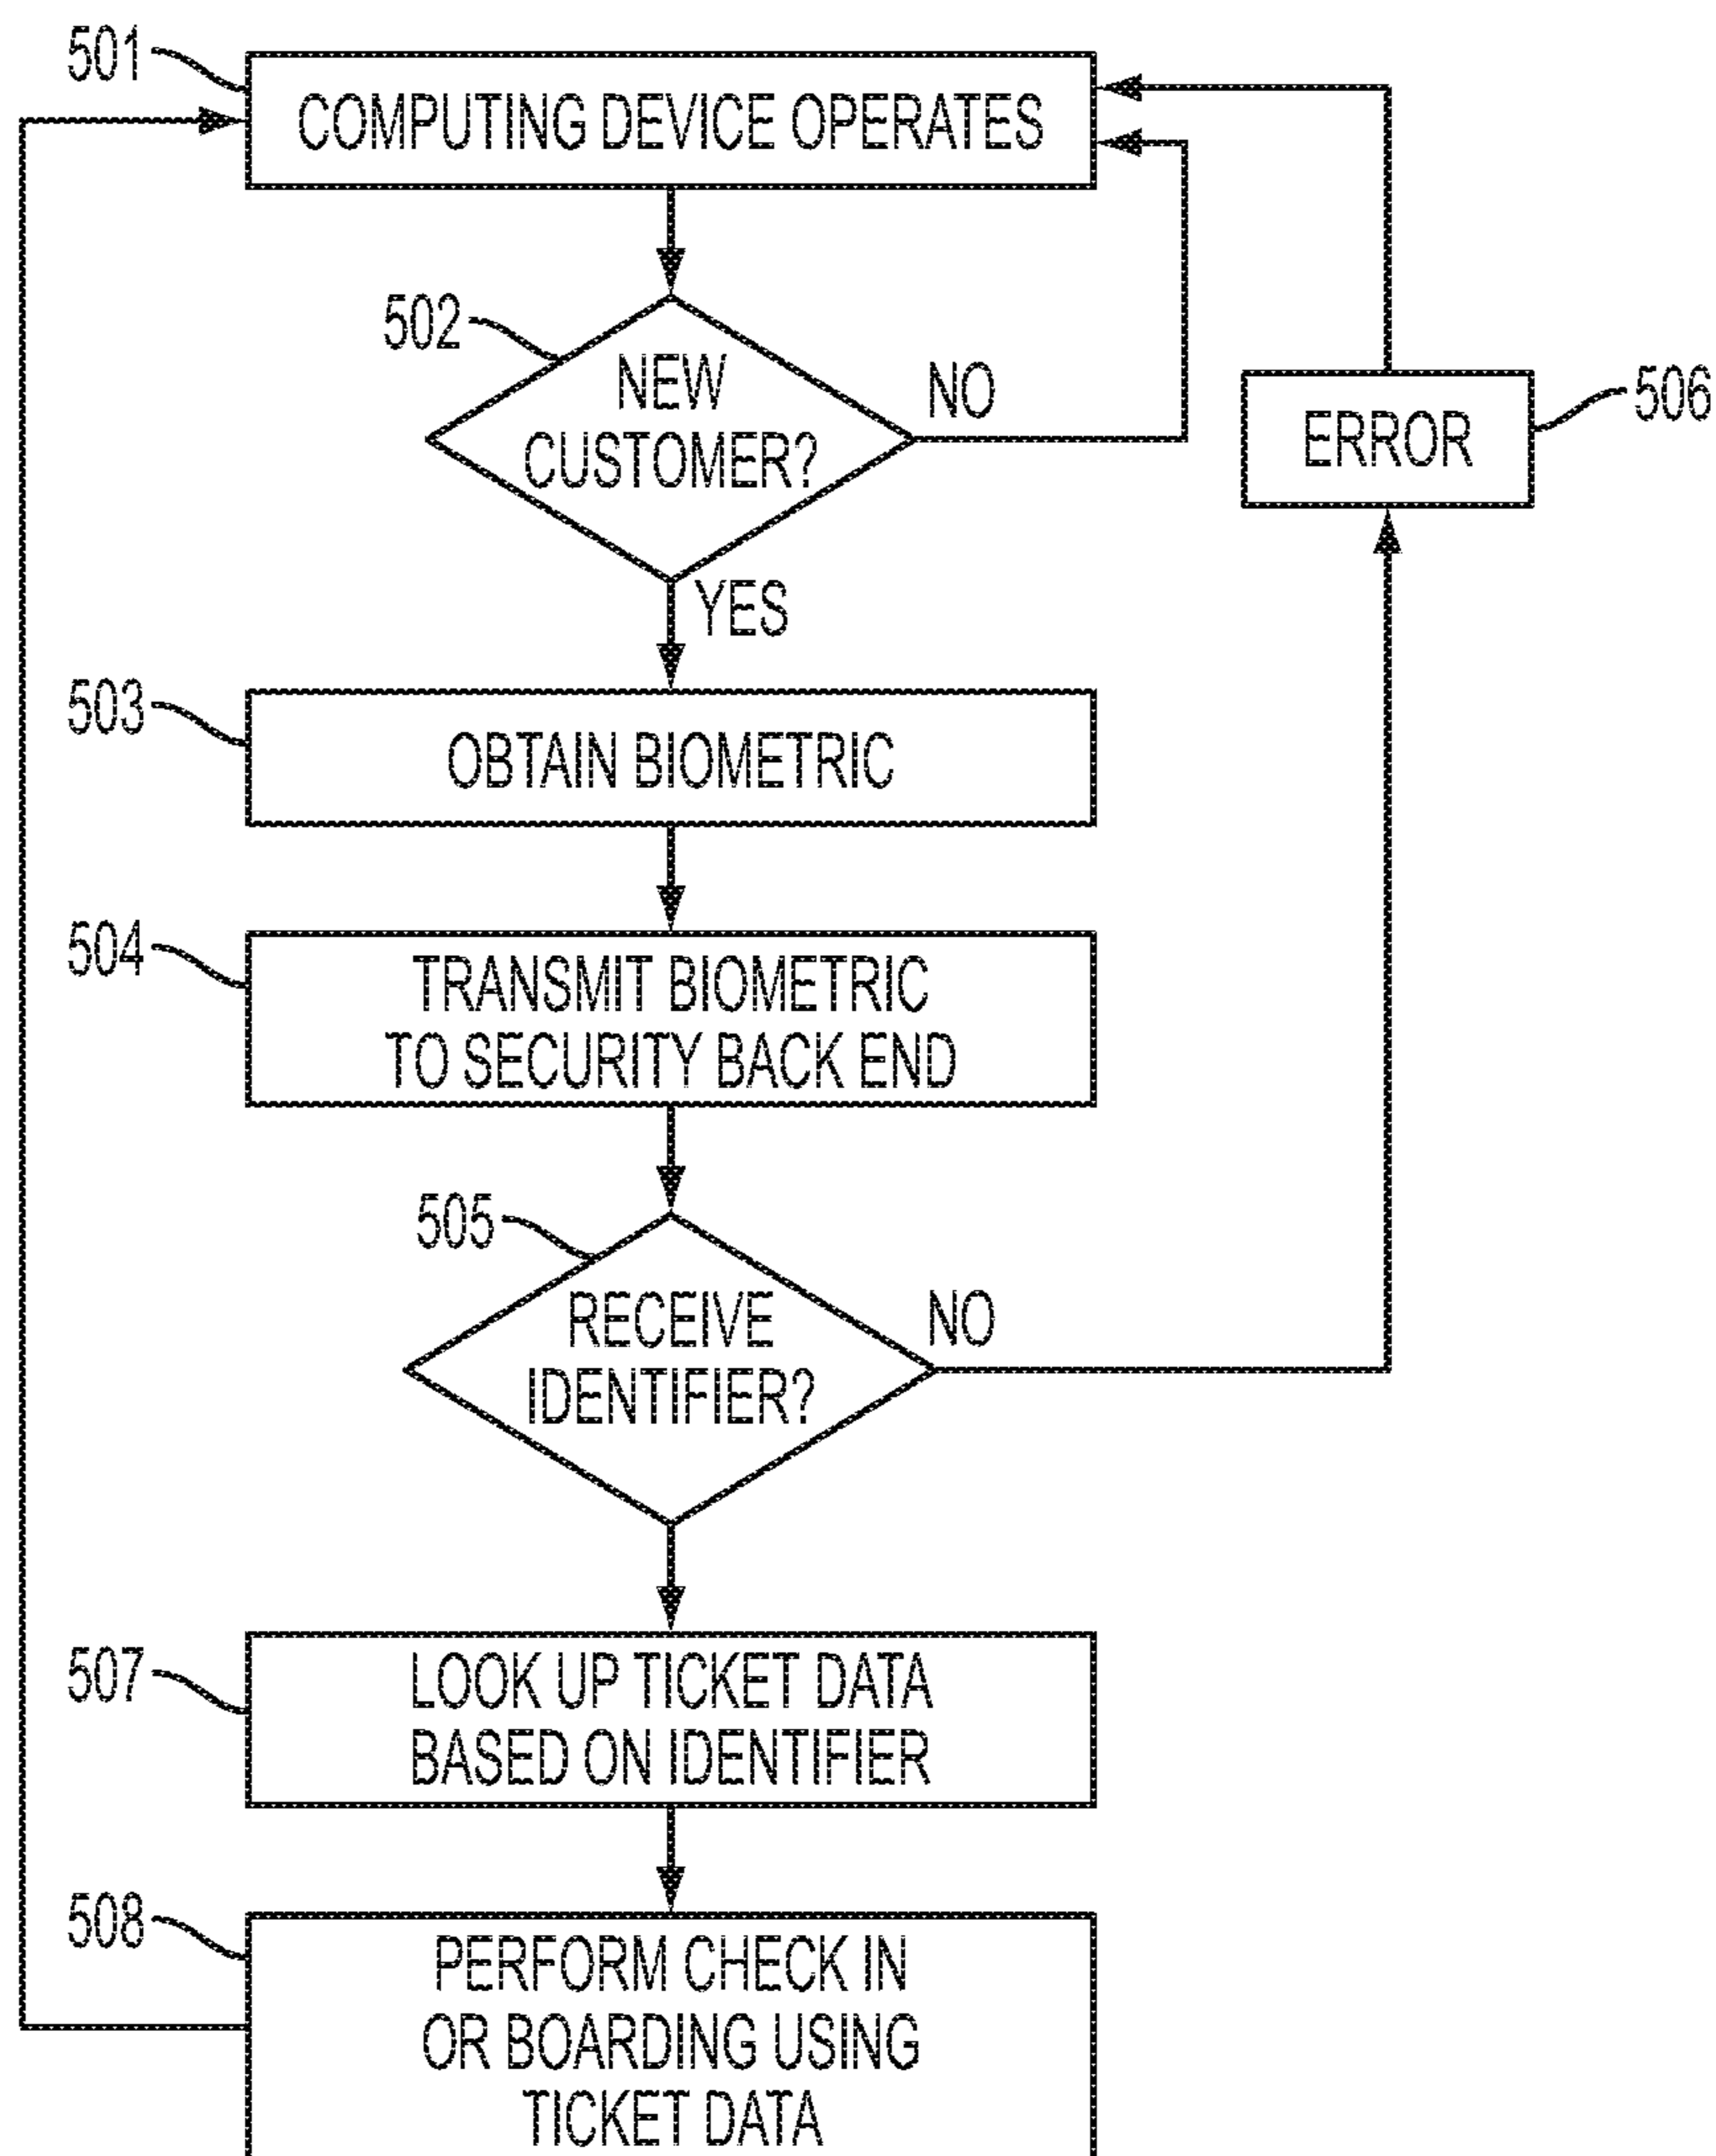 501
COMPUTING DEVICE OPERATES
502
NEW
CUSTOMER?
NO
YES
506
ERROR
503
OBTAIN BIOMETRIC
504
TRANSMIT BIOMETRIC
TO SECURITY BACK END
505
RECEIVE
IDENTIFIER?
NO
507
LOOK UP TICKET DATA
BASED ON IDENTIFIER
508
PERFORM CHECK IN
OR BOARDING USING
TICKET DATA